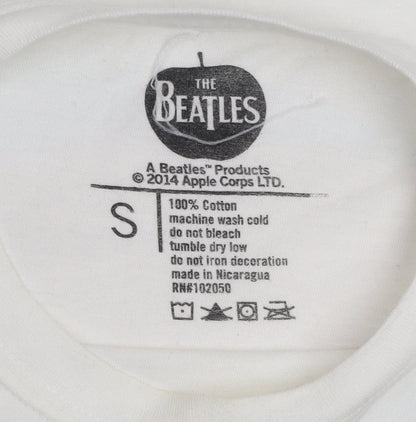 THE
BEATLES
A Beatles™ Products
© 2014 Apple Corps LTD.
S
100% Cotton
machine wash cold
do not bleach
tumble dry low
do not iron decoration
made in Nicaragua
RN#102050